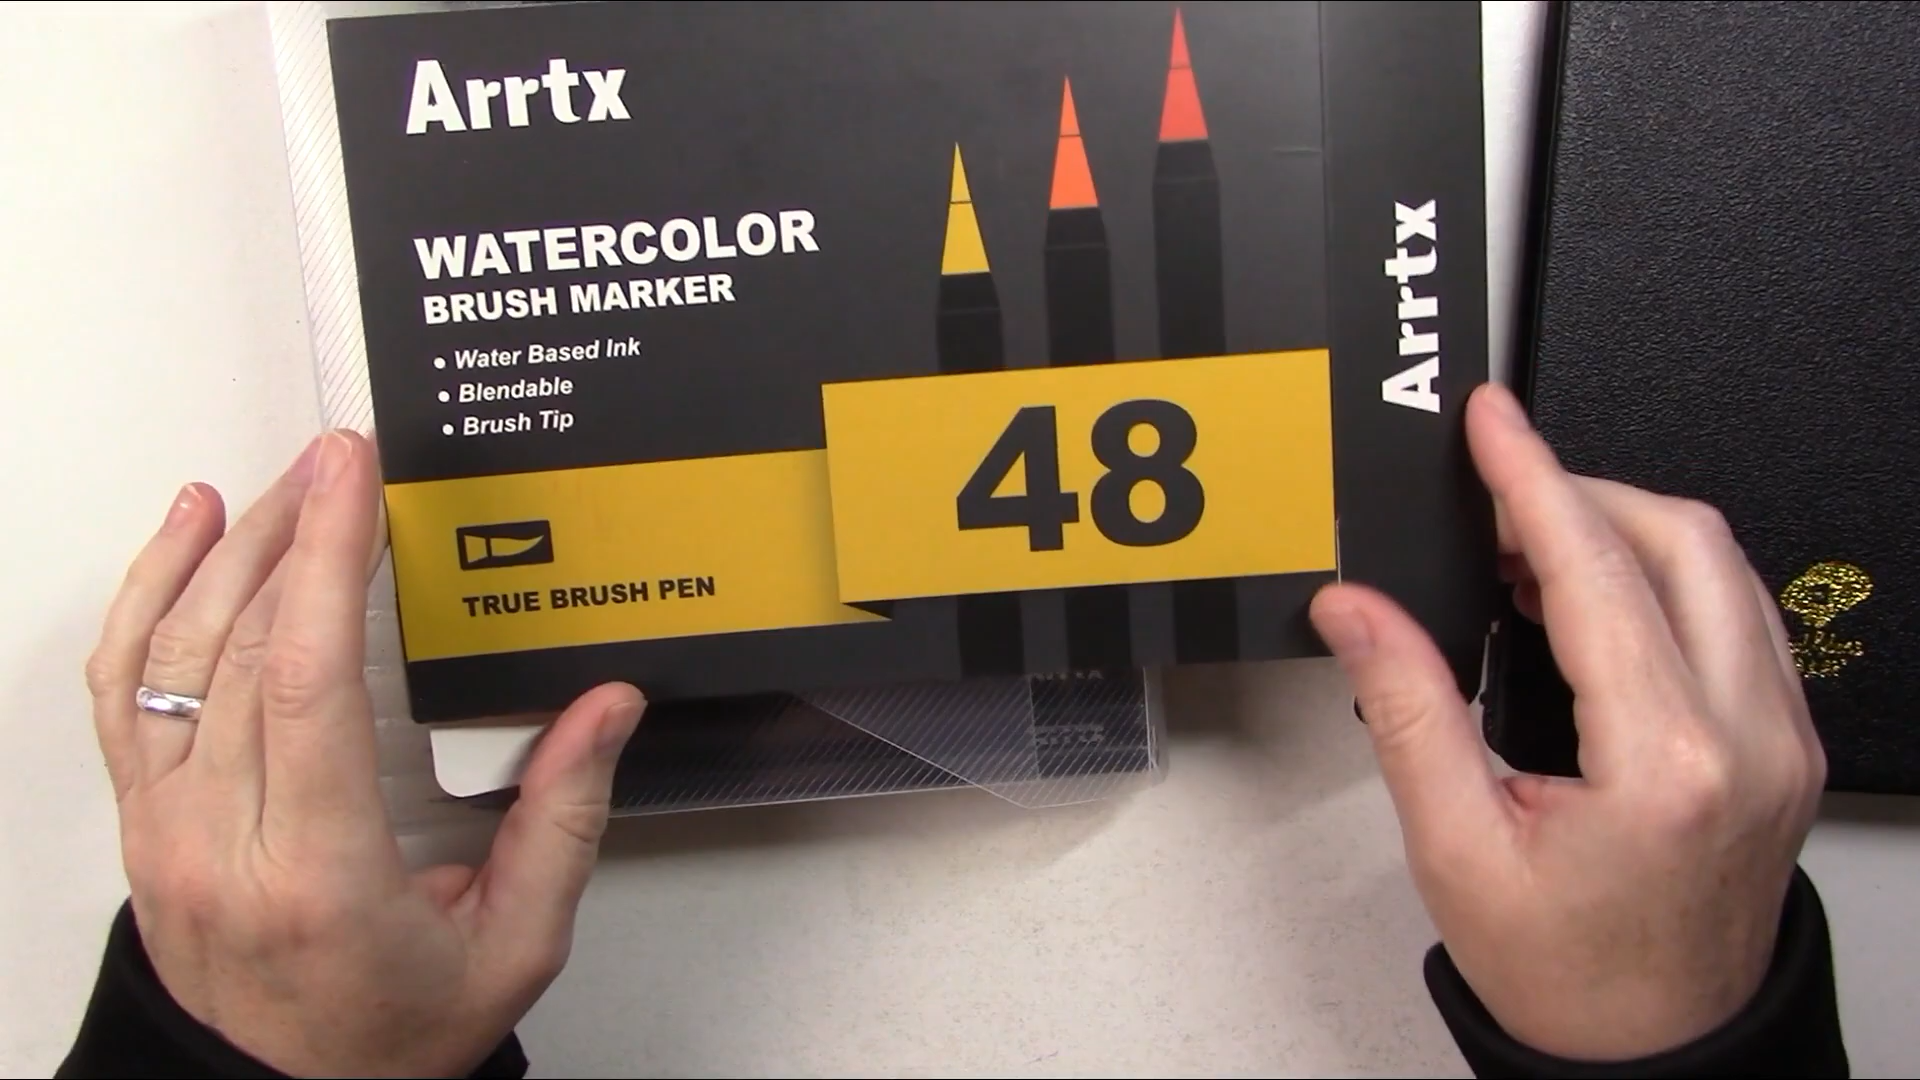 Arrtx
WATERCOLOR
BRUSH MARKER
• Water Based Ink
• Blendable
• Brush Tip
48
TRUE BRUSH PEN
Arrtx